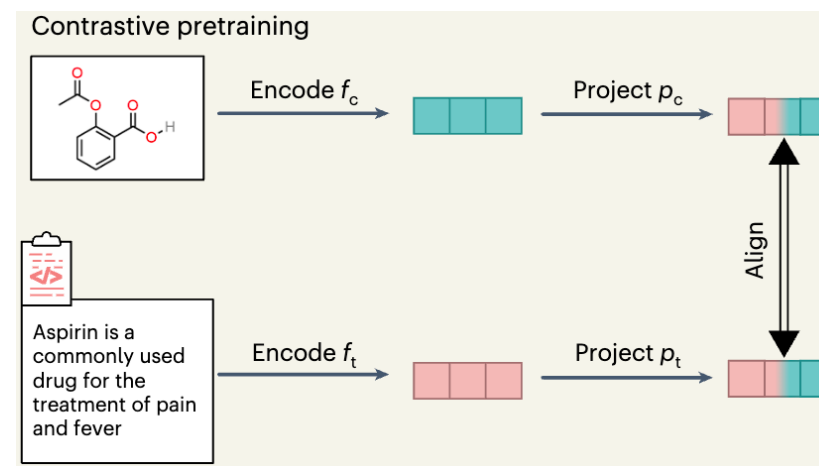 Contrastive pretraining
O
O
O
O
H
Encode fc
Project pc
Align
</>
Aspirin is a
commonly used
drug for the
treatment of pain
and fever
Encode ft
Project pt